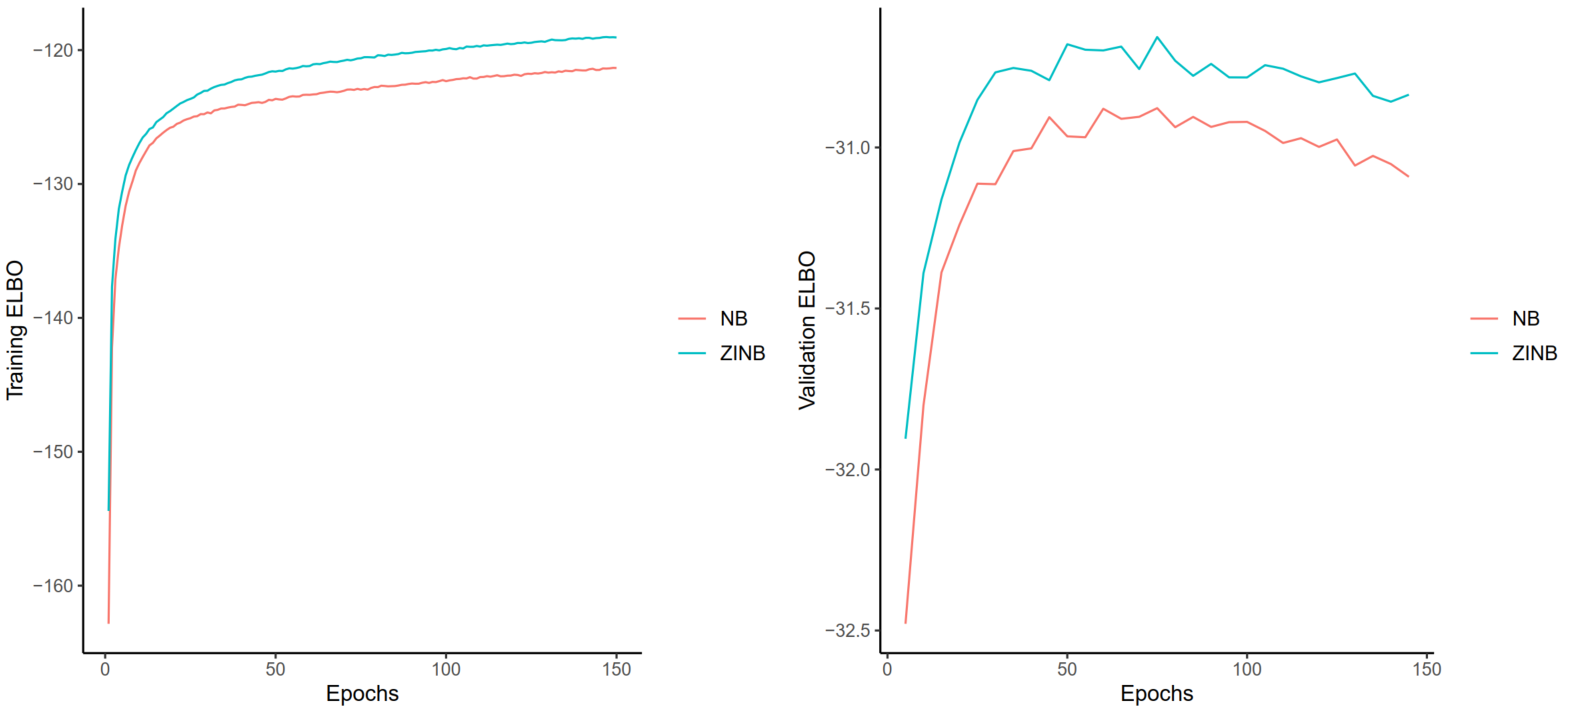 Training ELBO
−120
−130
−140
−150
−160
0 50 100 150
Epochs
NB
ZINB
Validation ELBO
−31.0
−31.5
−32.0
−32.5
0 50 100 150
Epochs
NB
ZINB